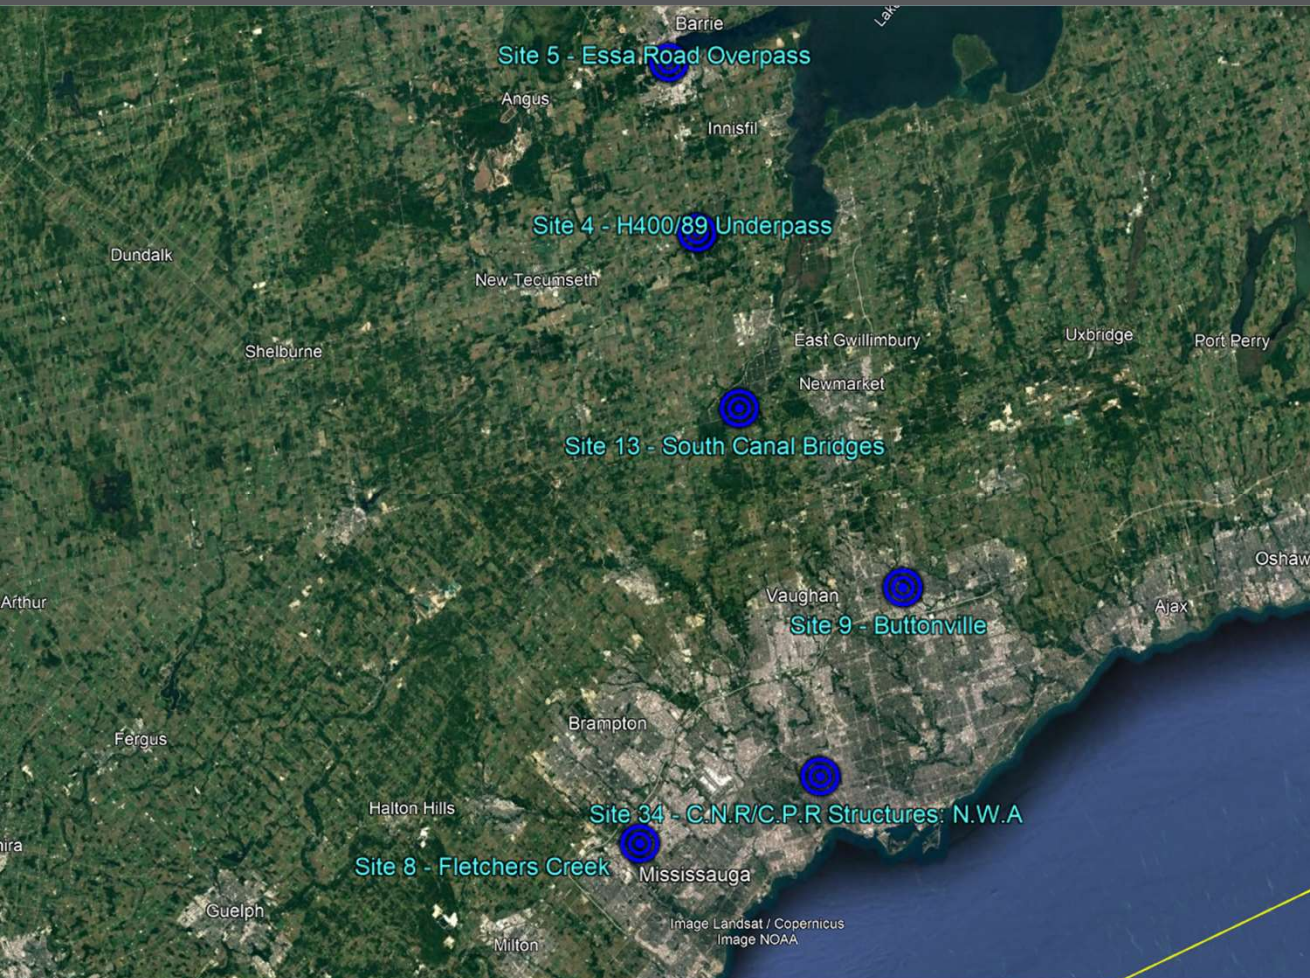 Barrie
Lake
Site 5 - Essa Road Overpass
Angus
Innisfil
Site 4 - H400/89 Underpass
Dundalk
New Tecumseth
Uxbridge
Port Perry
East Gwillimbury
Shelburne
Newmarket
Site 13 - South Canal Bridges
Oshaw
Vaughan
Arthur
Ajax
Site 9 - Buttonville
Brampton
Fergus
Halton Hills
Site 34 - C.N.R/C.P.R Structures: N.W.A
ira
Site 8 - Fletchers Creek
Mississauga
Guelph
Image Landsat / Copernicus
Image NOAA
Milton